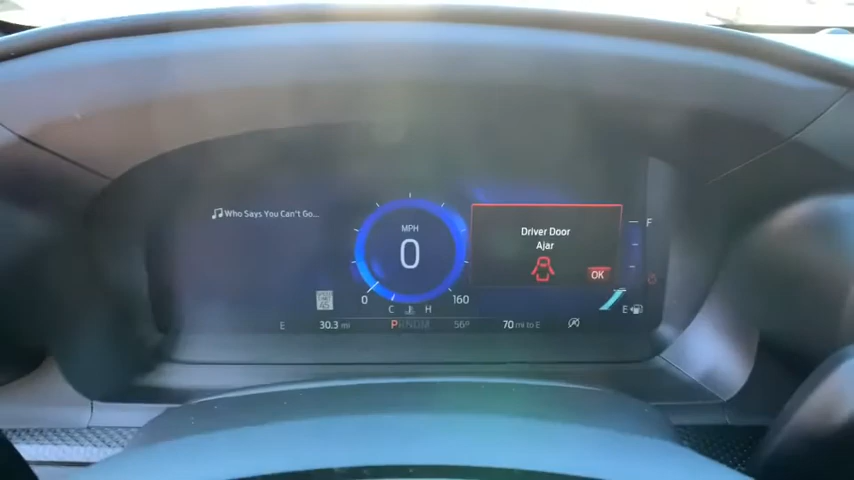 Who Says You Can't Go...
MPH
0
0
160
C
H
Driver Door
Ajar
OK
F
E
E
30.3 mi
PRNDM
56°
70 mi to E